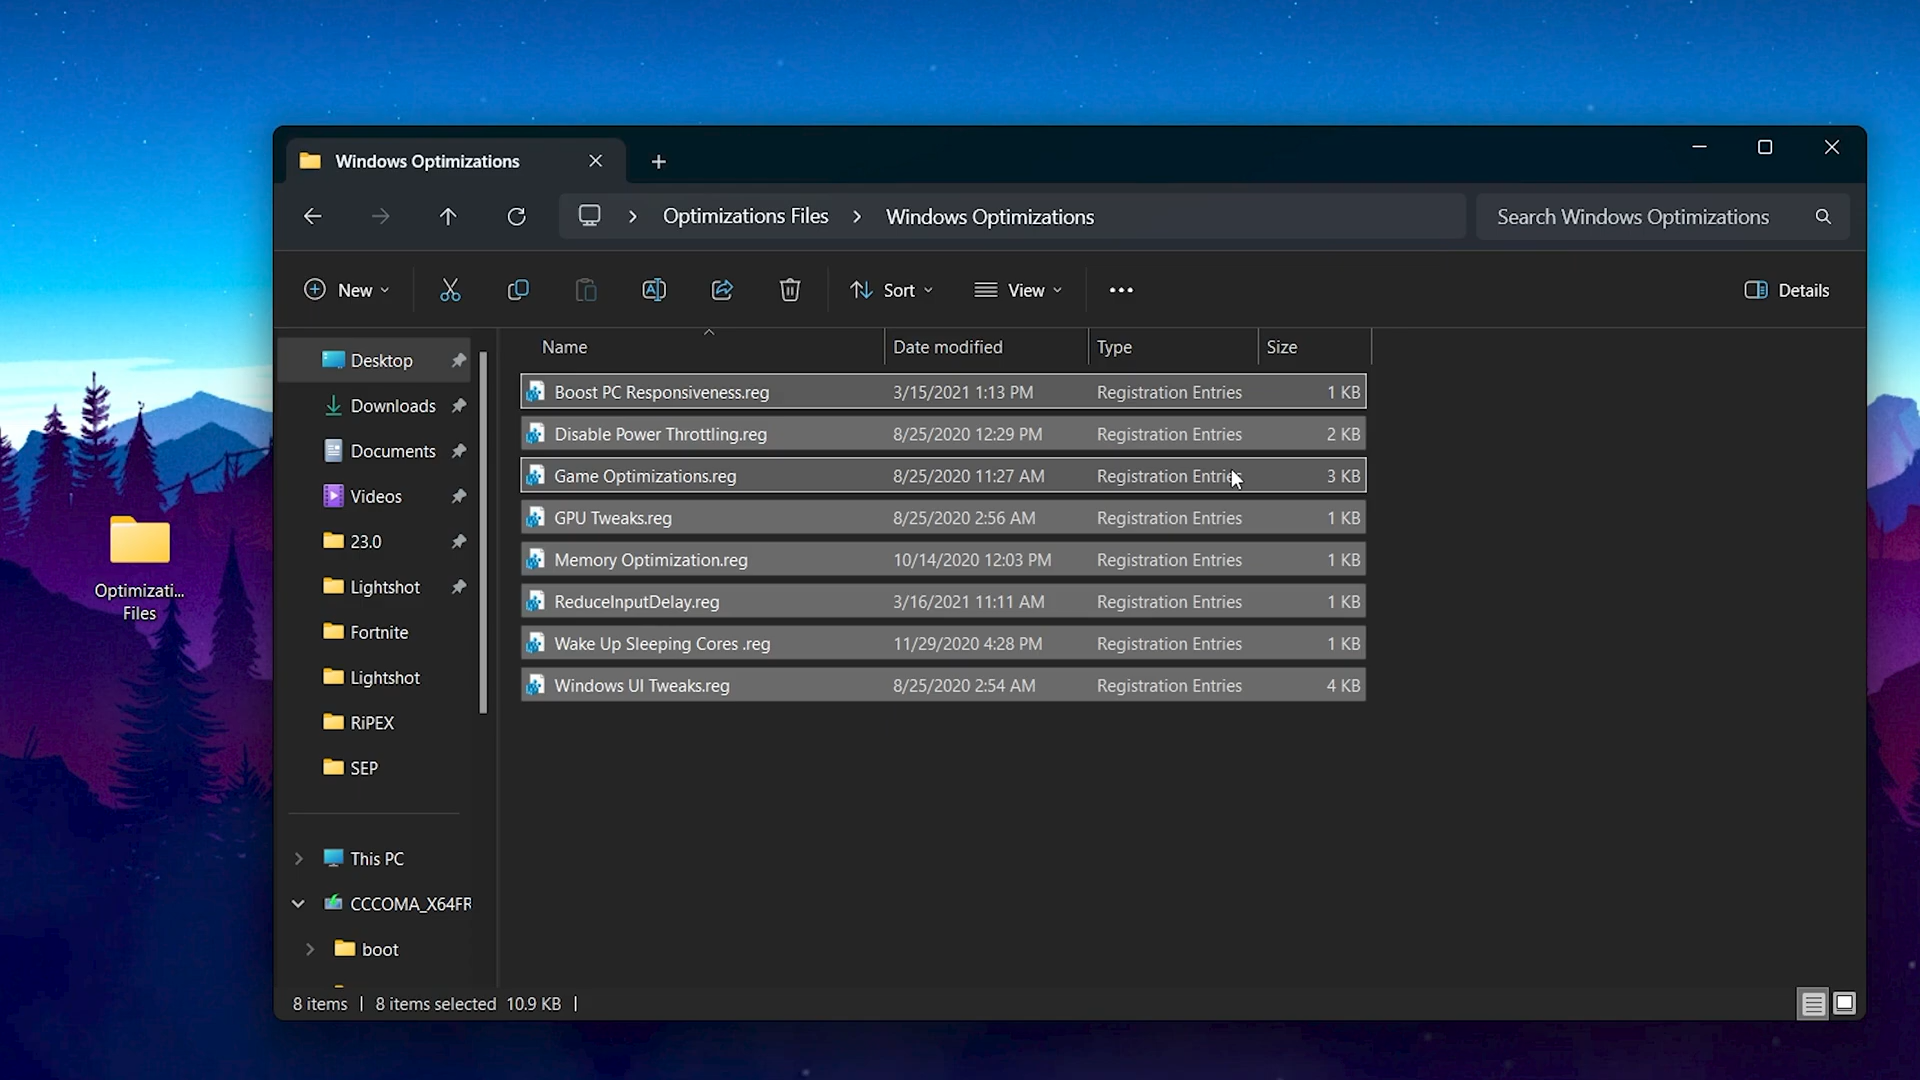 Windows Optimizations
Optimizations Files > Windows Optimizations
Search Windows Optimizations
New
Sort
View
Details
Desktop
Downloads
Documents
Videos
23.0
Lightshot
Fortnite
Lightshot
RiPEX
SEP
This PC
CCCOMA_X64FR
boot
Name Date modified Type Size
Boost PC Responsiveness.reg 3/15/2021 1:13 PM Registration Entries 1 KB
Disable Power Throttling.reg 8/25/2020 12:29 PM Registration Entries 2 KB
Game Optimizations.reg 8/25/2020 11:27 AM Registration Entries 3 KB
GPU Tweaks.reg 8/25/2020 2:56 AM Registration Entries 1 KB
Memory Optimization.reg 10/14/2020 12:03 PM Registration Entries 1 KB
ReduceInputDelay.reg 3/16/2021 11:11 AM Registration Entries 1 KB
Wake Up Sleeping Cores .reg 11/29/2020 4:28 PM Registration Entries 1 KB
Windows UI Tweaks.reg 8/25/2020 2:54 AM Registration Entries 4 KB
8 items | 8 items selected 10.9 KB |
Optimizati...
Files